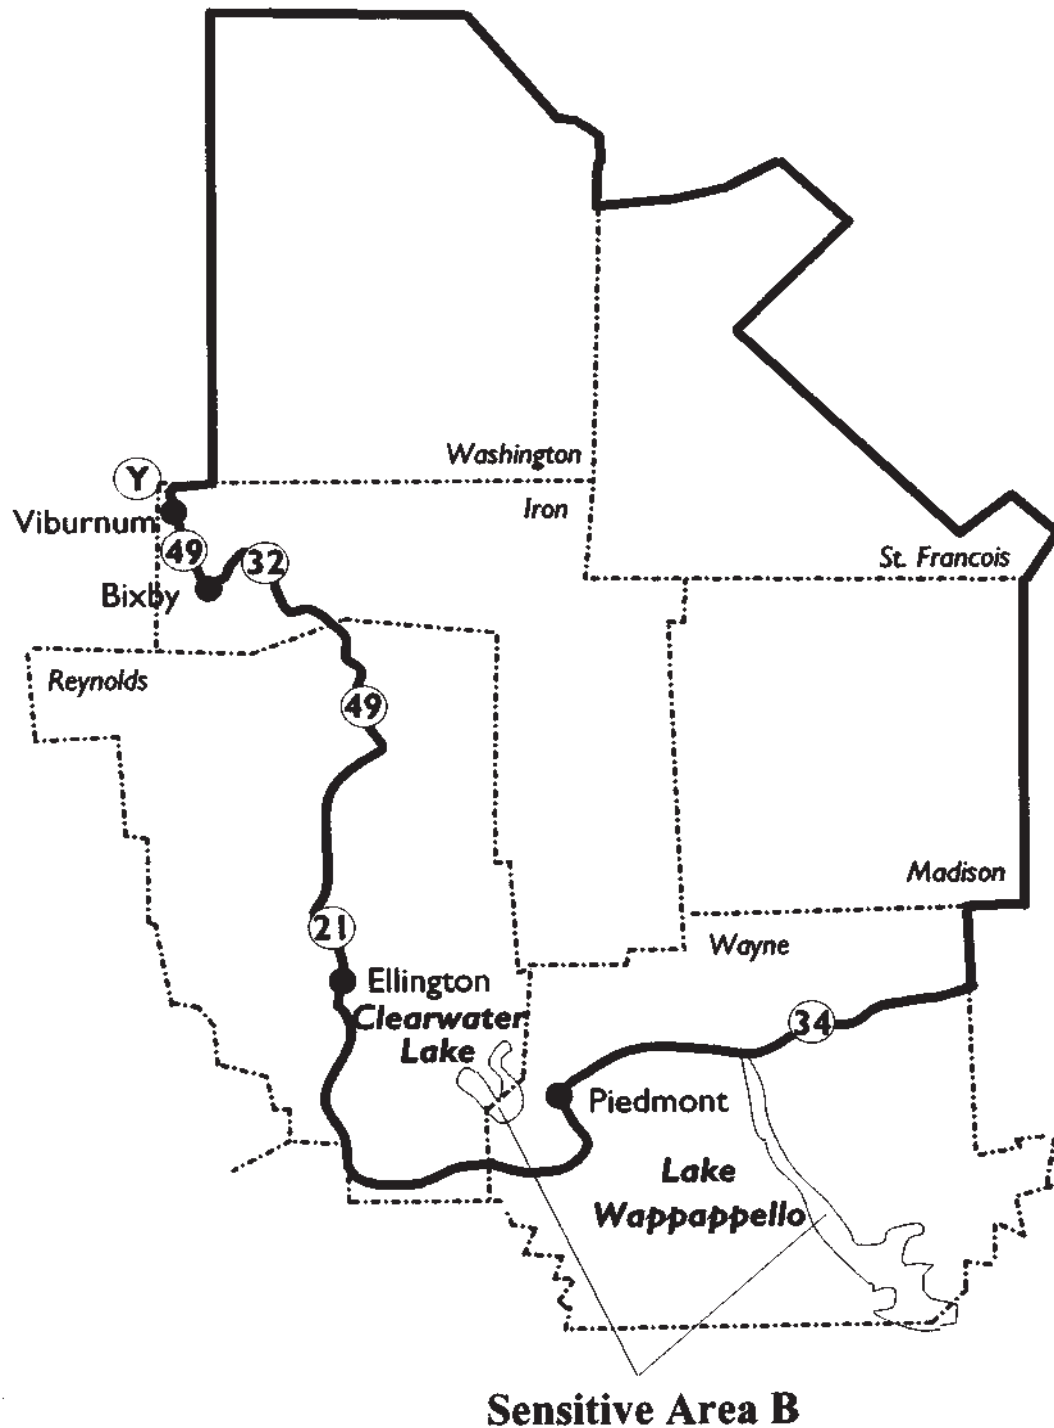 Washington
Y
Iron
Viburnum
49
32
St. Francois
Bixby
Reynolds
49
Madison
21
Wayne
Ellington
Clearwater
Lake
34
Piedmont
Lake
Wappappello
Sensitive Area B